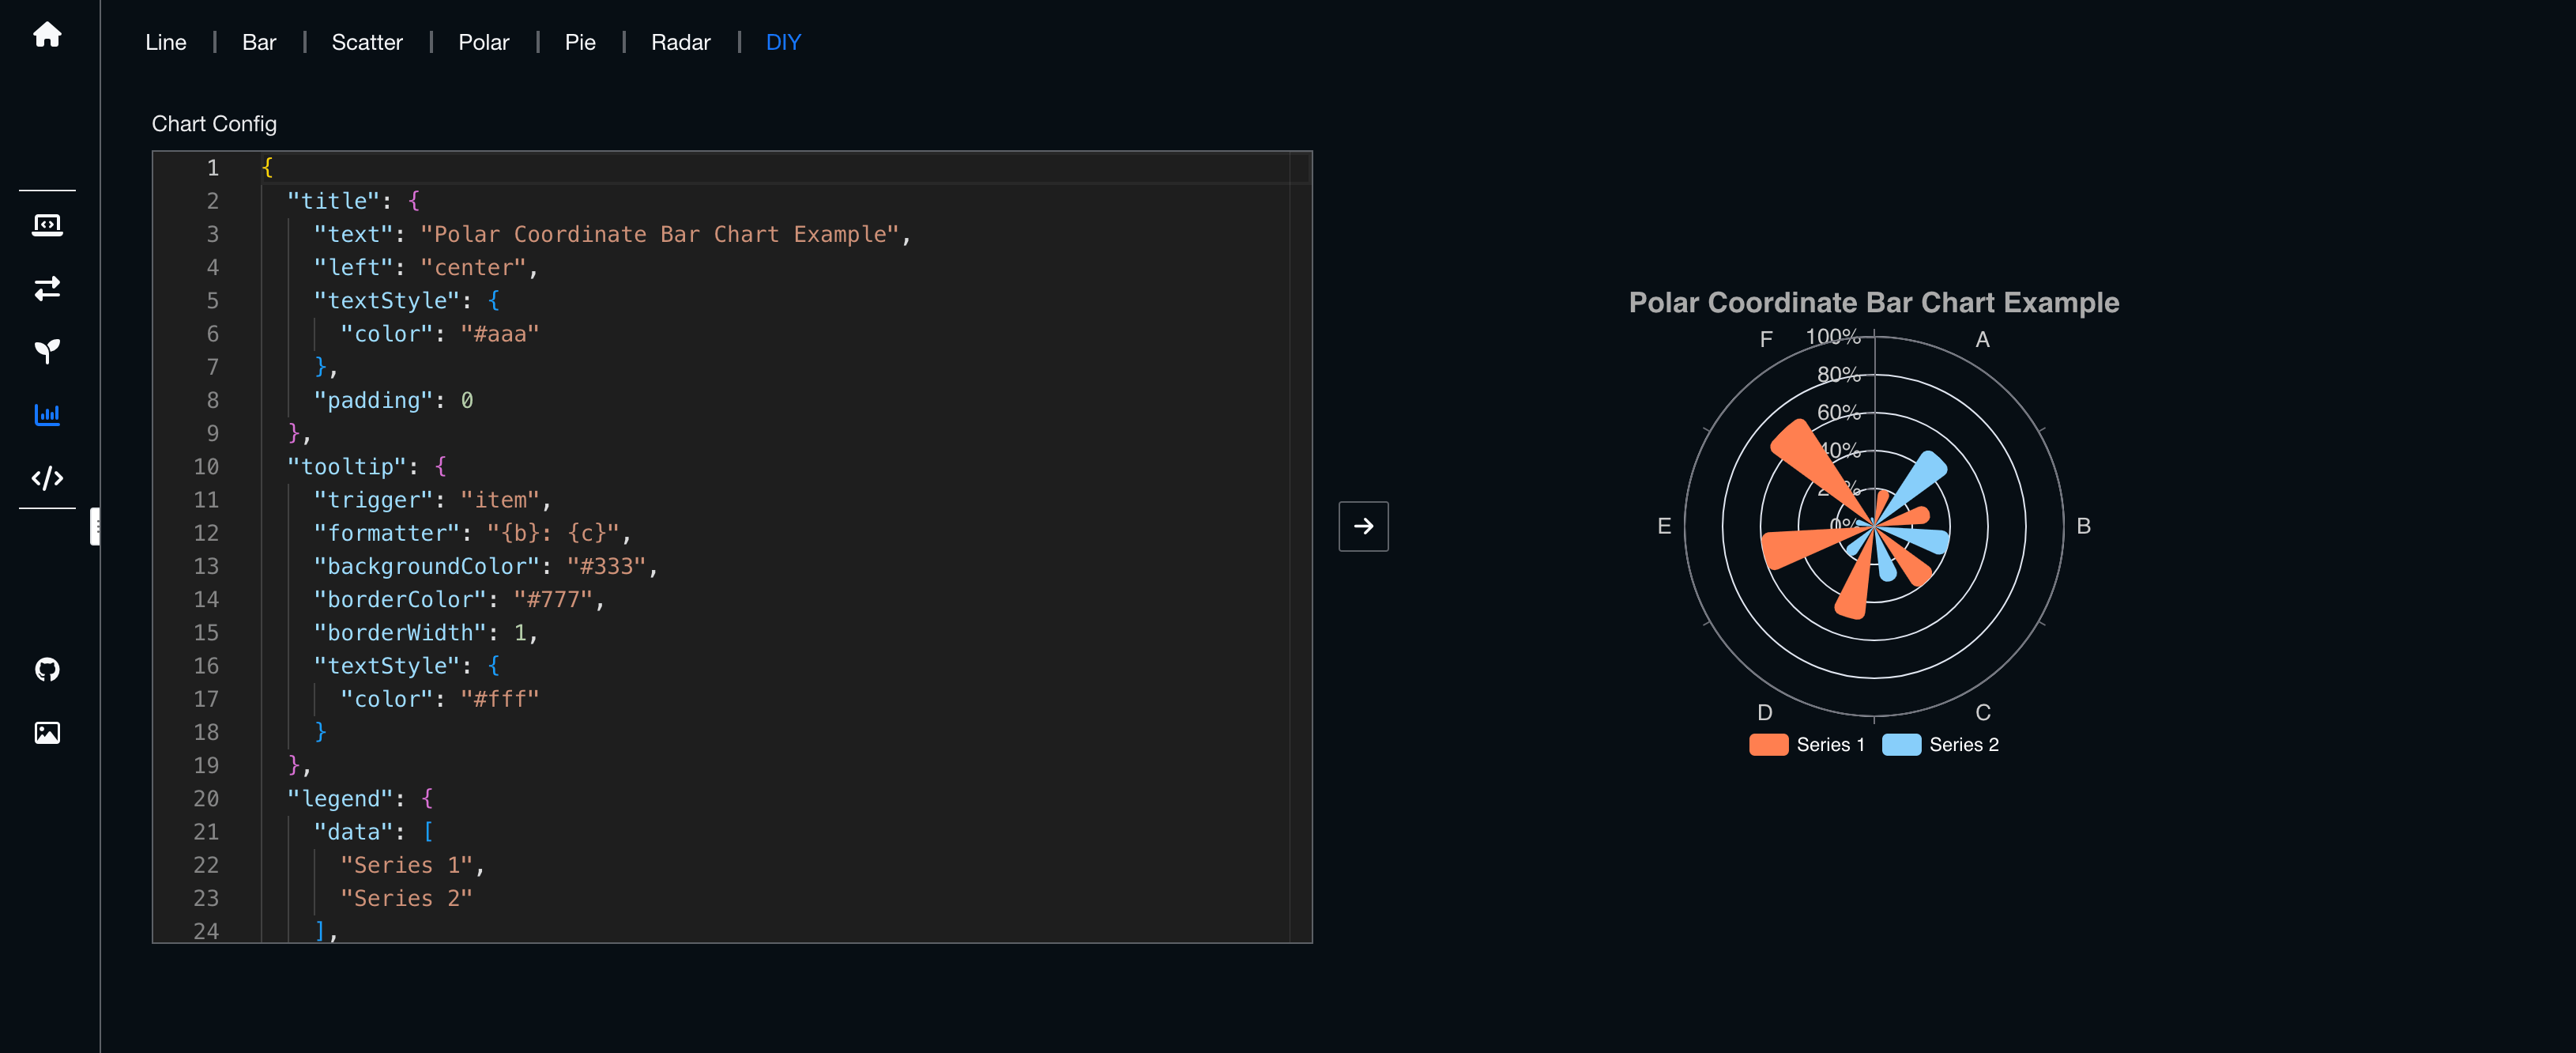 Line | Bar | Scatter | Polar | Pie | Radar | DIY
Chart Config
1 {
2 "title": {
3 "text": "Polar Coordinate Bar Chart Example",
4 "left": "center",
5 "textStyle": {
6 "color": "#aaa"
7 },
8 "padding": 0
9 },
10 "tooltip": {
11 "trigger": "item",
12 "formatter": "{b}: {c}",
13 "backgroundColor": "#333",
14 "borderColor": "#777",
15 "borderWidth": 1,
16 "textStyle": {
17 "color": "#fff"
18 }
19 },
20 "legend": {
21 "data": [
22 "Series 1",
23 "Series 2"
24 ],
Polar Coordinate Bar Chart Example
F 100% A
80%
60%
40%
20%
E 0% B
D C
Series 1 Series 2